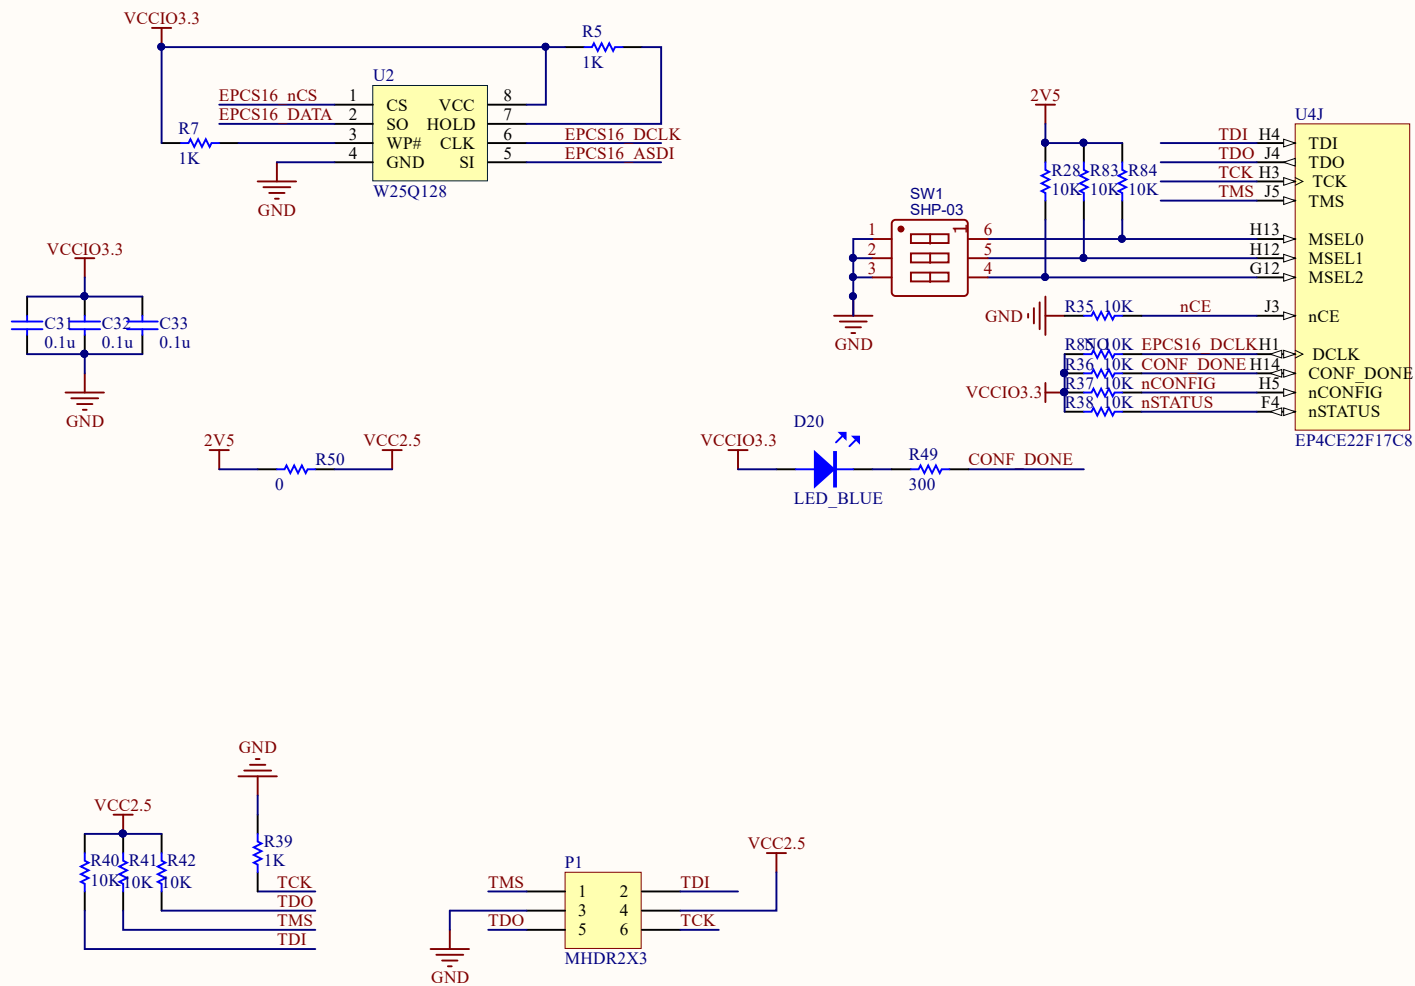 VCCIO3.3
R5
1K
U2
EPCS16_nCS 1 CS VCC 8
EPCS16_DATA 2 SO HOLD 7
R7 3 WP# CLK 6 EPCS16_DCLK
1K 4 GND SI 5 EPCS16_ASDI
W25Q128
GND
2V5
U4J
TDI H4 TDI
TDO J4 TDO
TCK H3 TCK
TMS J5 TMS
R28 R83 R84
10K 10K 10K
SW1
SHP-03
1 1 6 H13 MSEL0
2 5 H12 MSEL1
3 4 G12 MSEL2
GND
GND R35 10K nCE J3 nCE
R85 10K EPCS16_DCLK H1 DCLK
R36 10K CONF_DONE H14 CONF_DONE
VCCIO3.3 R37 10K nCONFIG H5 nCONFIG
R38 10K nSTATUS F4 nSTATUS
EP4CE22F17C8
VCCIO3.3
C31 C32 C33
0.1u 0.1u 0.1u
GND
2V5 VCC2.5
R50
0
D20
VCCIO3.3
R49 CONF_DONE
300
LED_BLUE
GND
VCC2.5
R39
1K
R40 R41 R42
10K 10K 10K
TCK
TDO
TMS
TDI
VCC2.5
P1
TMS 1 2 TDI
3 4
TDO 5 6 TCK
MHDR2X3
GND